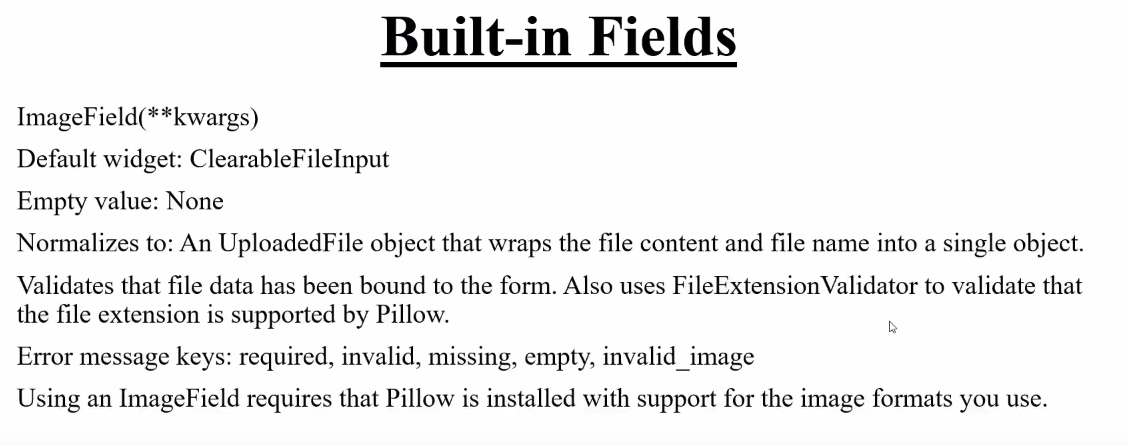 Built-in Fields
ImageField(**kwargs)
Default widget: ClearableFileInput
Empty value: None
Normalizes to: An UploadedFile object that wraps the file content and file name into a single object.
Validates that file data has been bound to the form. Also uses FileExtensionValidator to validate that
the file extension is supported by Pillow.
Error message keys: required, invalid, missing, empty, invalid_image
Using an ImageField requires that Pillow is installed with support for the image formats you use.